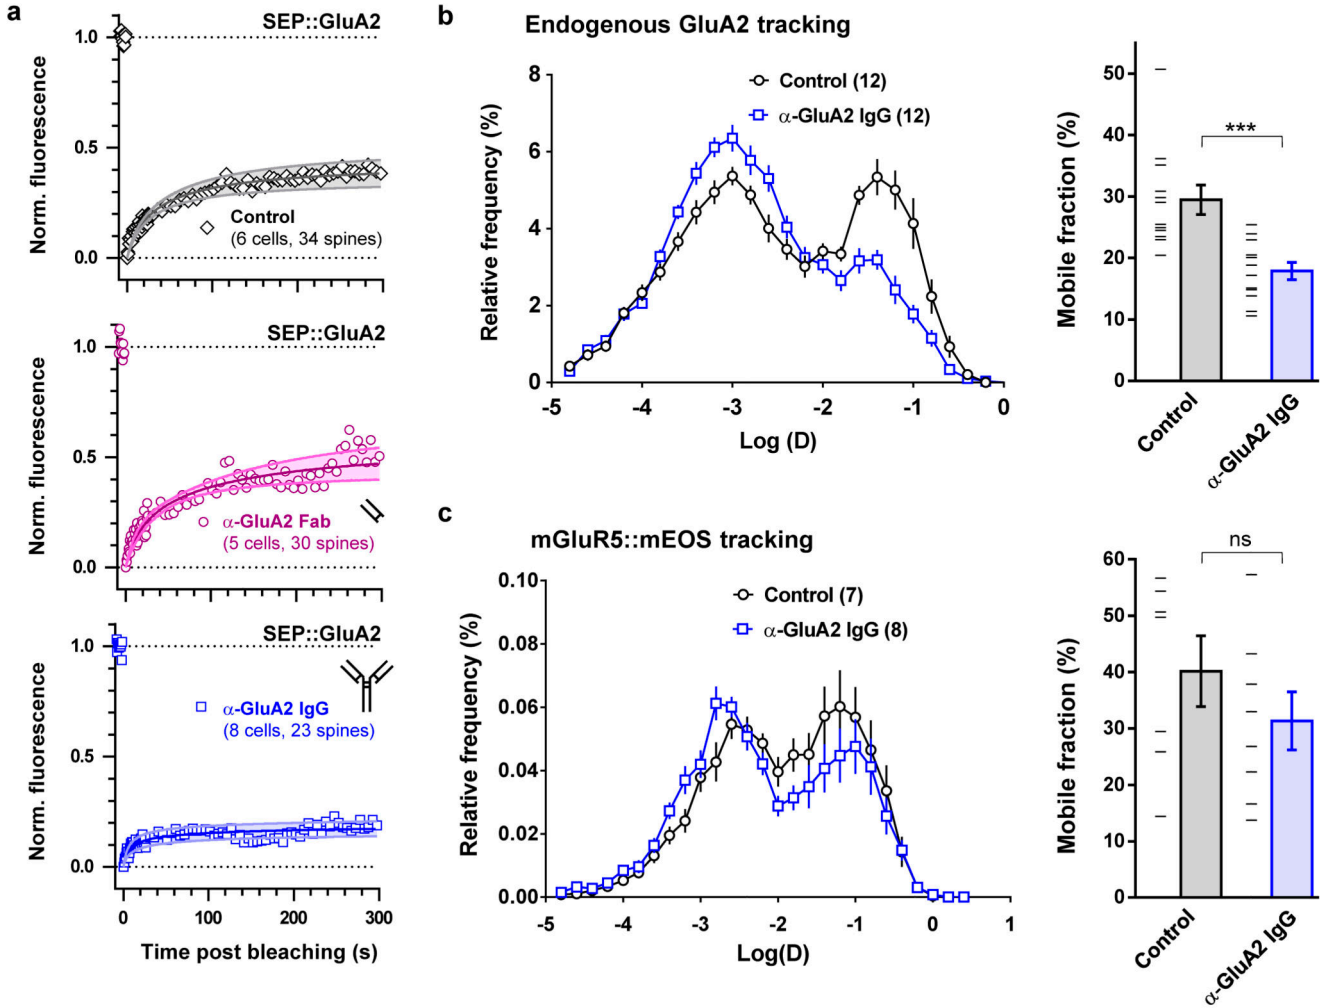 a
SEP::GluA2
1.0
0.5
0.0
Norm. fluorescence
Control
(6 cells, 34 spines)
SEP::GluA2
1.0
0.5
0.0
Norm. fluorescence
α-GluA2 Fab
(5 cells, 30 spines)
SEP::GluA2
1.0
0.5
0.0
Norm. fluorescence
α-GluA2 IgG
(8 cells, 23 spines)
0 100 200 300
Time post bleaching (s)
b
Endogenous GluA2 tracking
8
6
4
2
0
Relative frequency (%)
Control (12)
α-GluA2 IgG (12)
-5 -4 -3 -2 -1 0
Log (D)
50
40
30
20
10
0
Mobile fraction (%)
***
Control
α-GluA2 IgG
c
mGluR5::mEOS tracking
0.10
0.08
0.06
0.04
0.02
0.00
Relative frequency (%)
Control (7)
α-GluA2 IgG (8)
-5 -4 -3 -2 -1 0 1
Log(D)
60
50
40
30
20
10
0
Mobile fraction (%)
ns
Control
α-GluA2 IgG